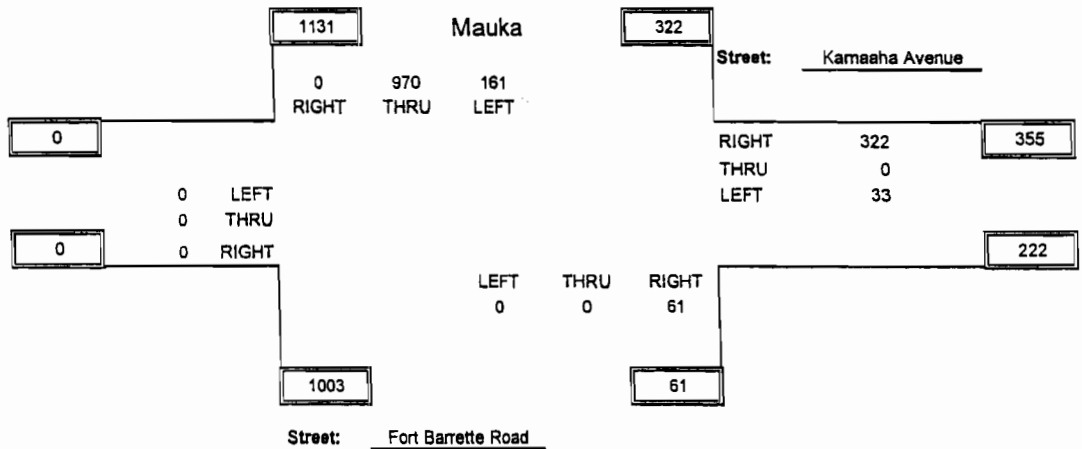 1131 Mauka 322
Street: Kamaaha Avenue
0 970 161
RIGHT THRU LEFT
0 RIGHT 322 355
THRU 0
0 LEFT LEFT 33
0 THRU
0 0 RIGHT 222
LEFT THRU RIGHT
0 0 61
1003 61
Street: Fort Barrette Road